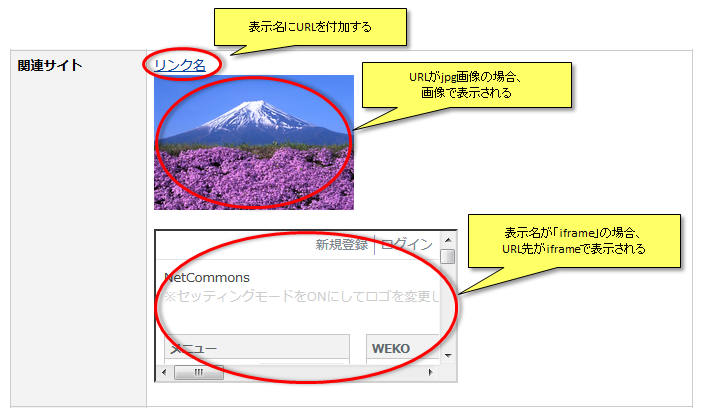 表示名にURLを付加する
関連サイト
リンク名
URLがjpg画像の場合、
画像で表示される
表示名が「iframe」の場合、
URL先がiframeで表示される
新規登録 ログイン
NetCommons
※セッティングモードをONにしてロゴを変更し
メニュー
WEKO